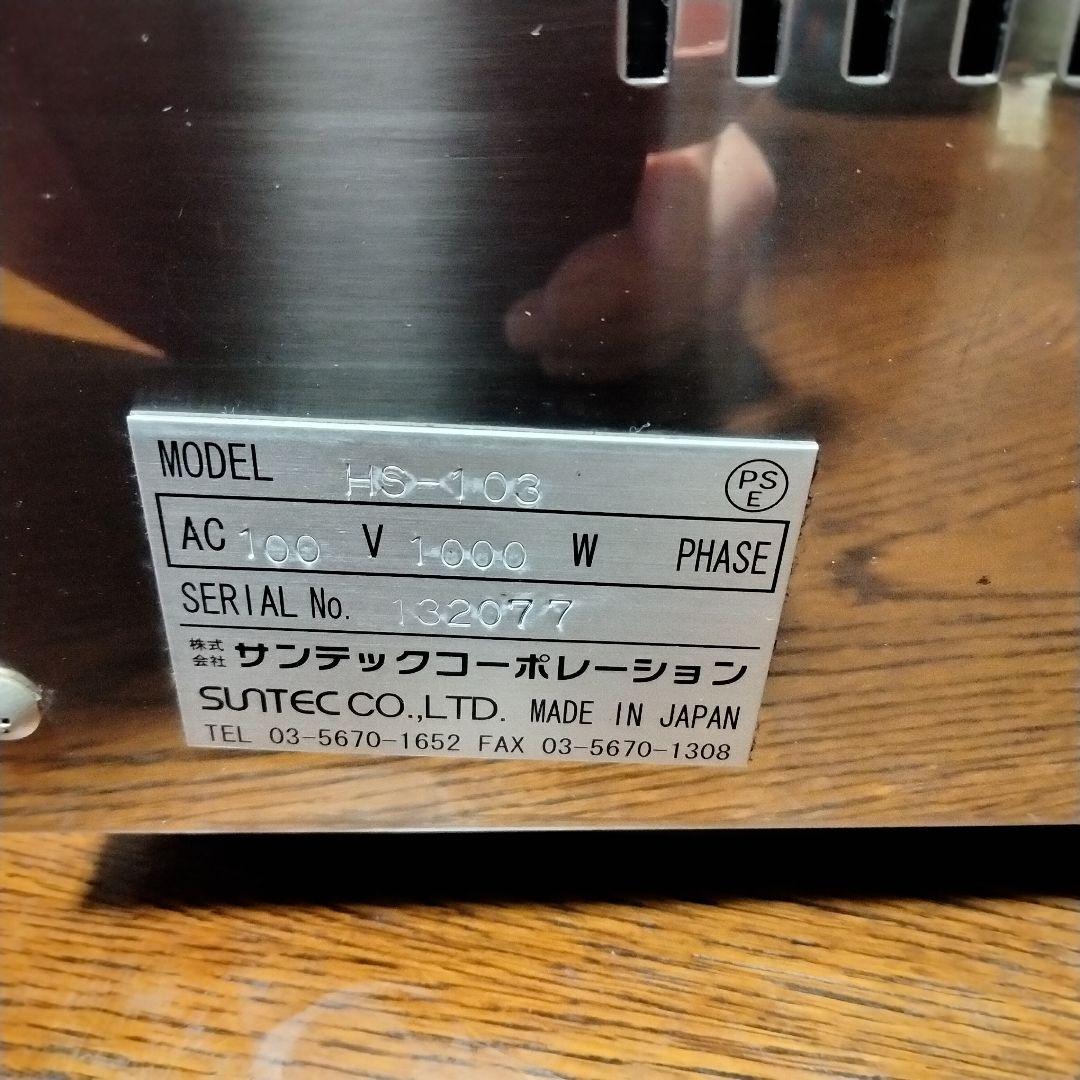 MODEL HS-103
PS
E
AC 100 V 1000 W PHASE
SERIAL No. 132077
株式会社 サンテックコーポレーション
SUNTEC CO.,LTD. MADE IN JAPAN
TEL 03-5670-1652 FAX 03-5670-1308